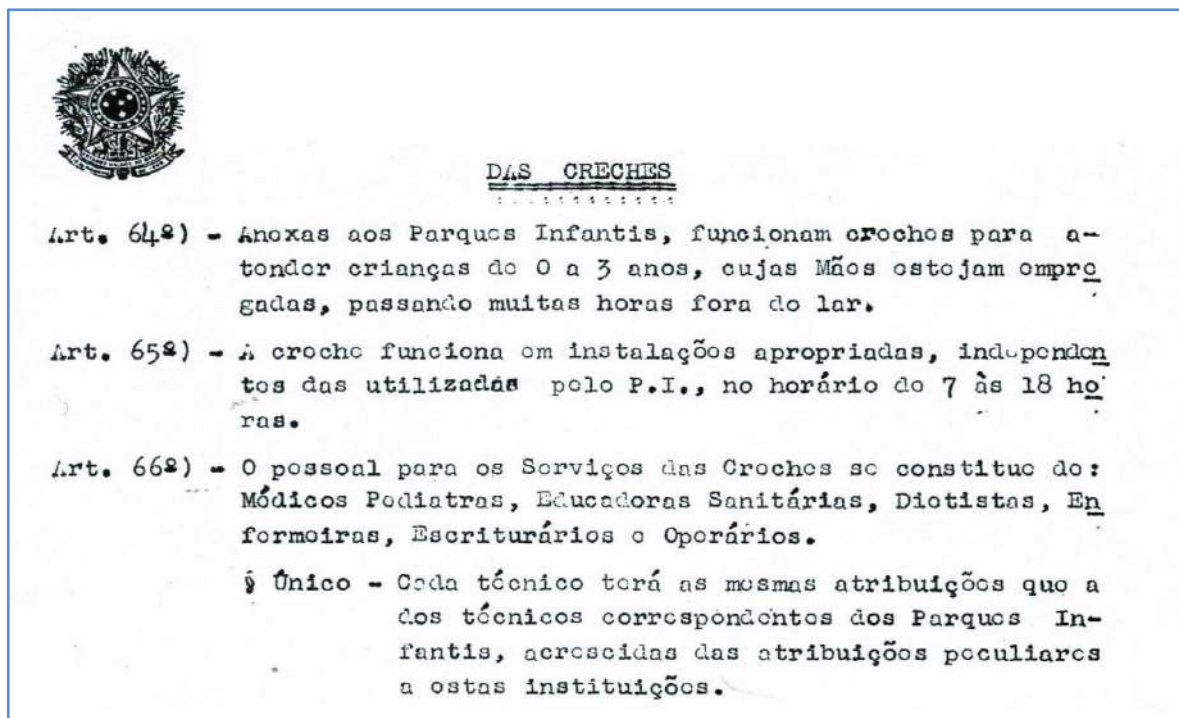 DAS CRECHES
Art. 64º) - Anexas aos Parques Infantis, funcionam creches para a-
tender crianças de 0 a 3 anos, cujas Mães estejam empre
gadas, passando muitas horas fora do lar.
Art. 65º) - A creche funciona em instalações apropriadas, independen
tes das utilizadas pelo P.I., no horário de 7 às 18 ho
ras.
Art. 66º) - O pessoal para os Serviços das Creches se constitue de:
Médicos Pediatras, Educadoras Sanitárias, Dietistas, En
fermeiras, Escriturários e Operários.
§ Único - Cada técnico terá as mesmas atribuições que a
dos técnicos correspondentes dos Parques In-
fantis, acrescidas das atribuições peculiares
a estas instituições.